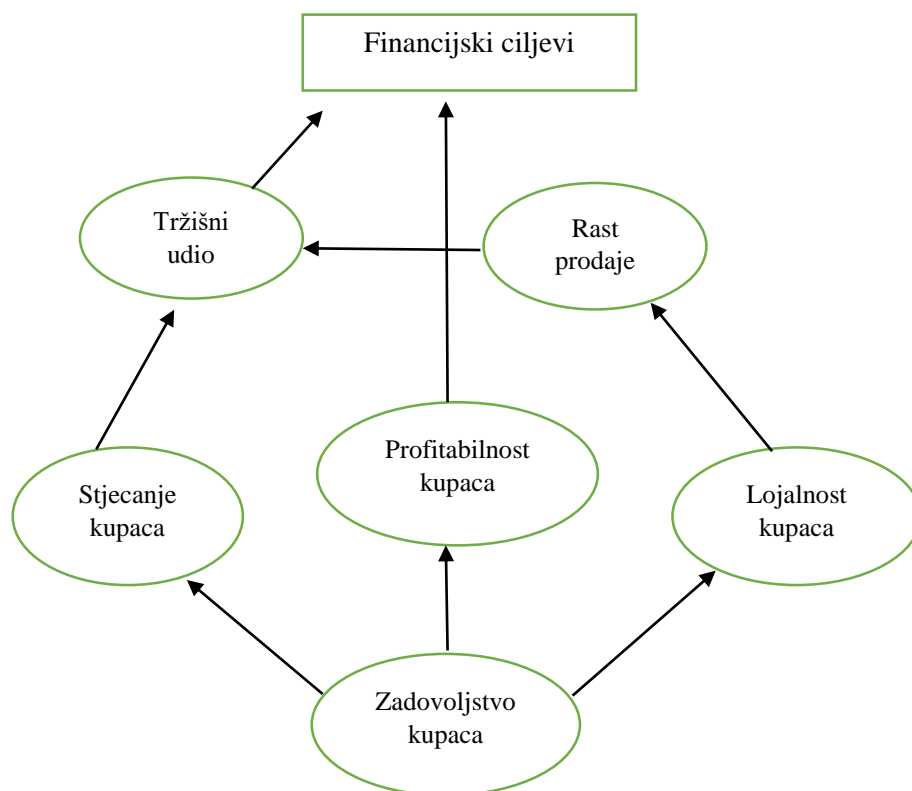 Financijski ciljevi
Tržišni
udio
Rast
prodaje
Profitabilnost
kupaca
Stjecanje
kupaca
Lojalnost
kupaca
Zadovoljstvo
kupaca